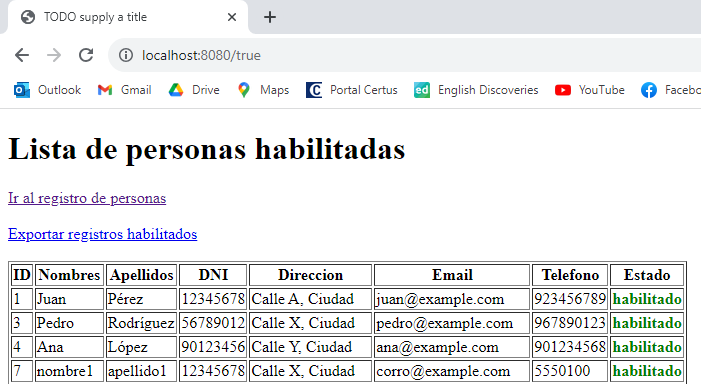 TODO supply a title
localhost:8080/true
Outlook Gmail Drive Maps Portal Certus English Discoveries YouTube Facebo
Lista de personas habilitadas
Ir al registro de personas
Exportar registros habilitados
ID Nombres Apellidos DNI Direccion Email Telefono Estado
1 Juan Pérez 12345678 Calle A, Ciudad juan@example.com 923456789 habilitado
3 Pedro Rodríguez 56789012 Calle X, Ciudad pedro@example.com 967890123 habilitado
4 Ana López 90123456 Calle Y, Ciudad ana@example.com 901234568 habilitado
7 nombre1 apellido1 12345678 Calle X, Ciudad corro@example.com 5550100 habilitado